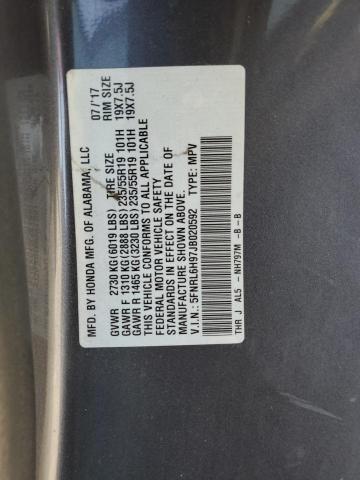 MFD. BY HONDA MFG OF ALABAMA, LLC 07/'17
TIRE SIZE RIM SIZE
GVWR 2730 KG(6019 LBS)
GAWR F 1310 KG(2888 LBS) 235/55R19 101H 19X7.5J
GAWR R 1465 KG(3230 LBS) 235/55R19 101H 19X7.5J
THIS VEHICLE CONFORMS TO ALL APPLICABLE
FEDERAL MOTOR VEHICLE SAFETY
STANDARDS IN EFFECT ON THE DATE OF
MANUFACTURE SHOWN ABOVE.
V.I.N.: 5FNRL6H97JB020592 TYPE: MPV
THR J AL5 - NH797M -B -B